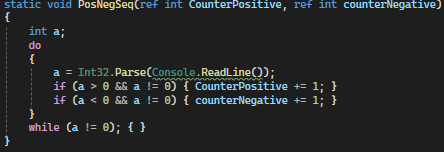 static void PosNegSeq(ref int CounterPositive, ref int counterNegative)
{
int a;
do
{
a = Int32.Parse(Console.ReadLine());
if (a > 0 && a != 0) { CounterPositive += 1; }
if (a < 0 && a != 0) { counterNegative += 1; }
}
while (a != 0); { }
}